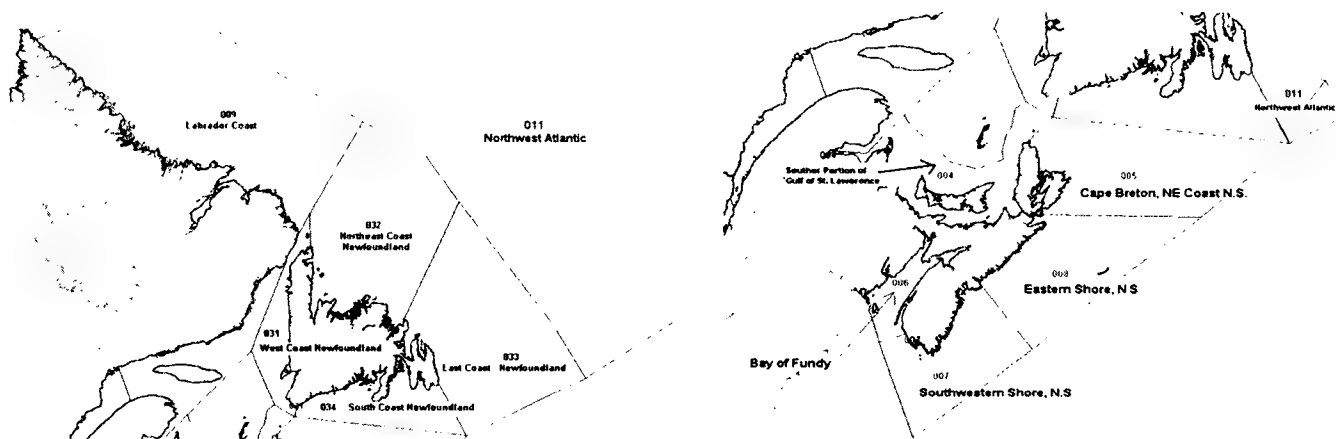 009
Labrador Coast
011
Northwest Atlantic
032
Northeast Coast
Newfoundland
031
West Coast Newfoundland
033
East Coast Newfoundland
034 South Coast Newfoundland
011
Northwest Atlantic
Souther Portion of
Gulf of St. Lawerence
004
005
Cape Breton, NE Coast N.S.
008
Eastern Shore, N S
006
Bay of Fundy
007
Southwestern Shore, N.S